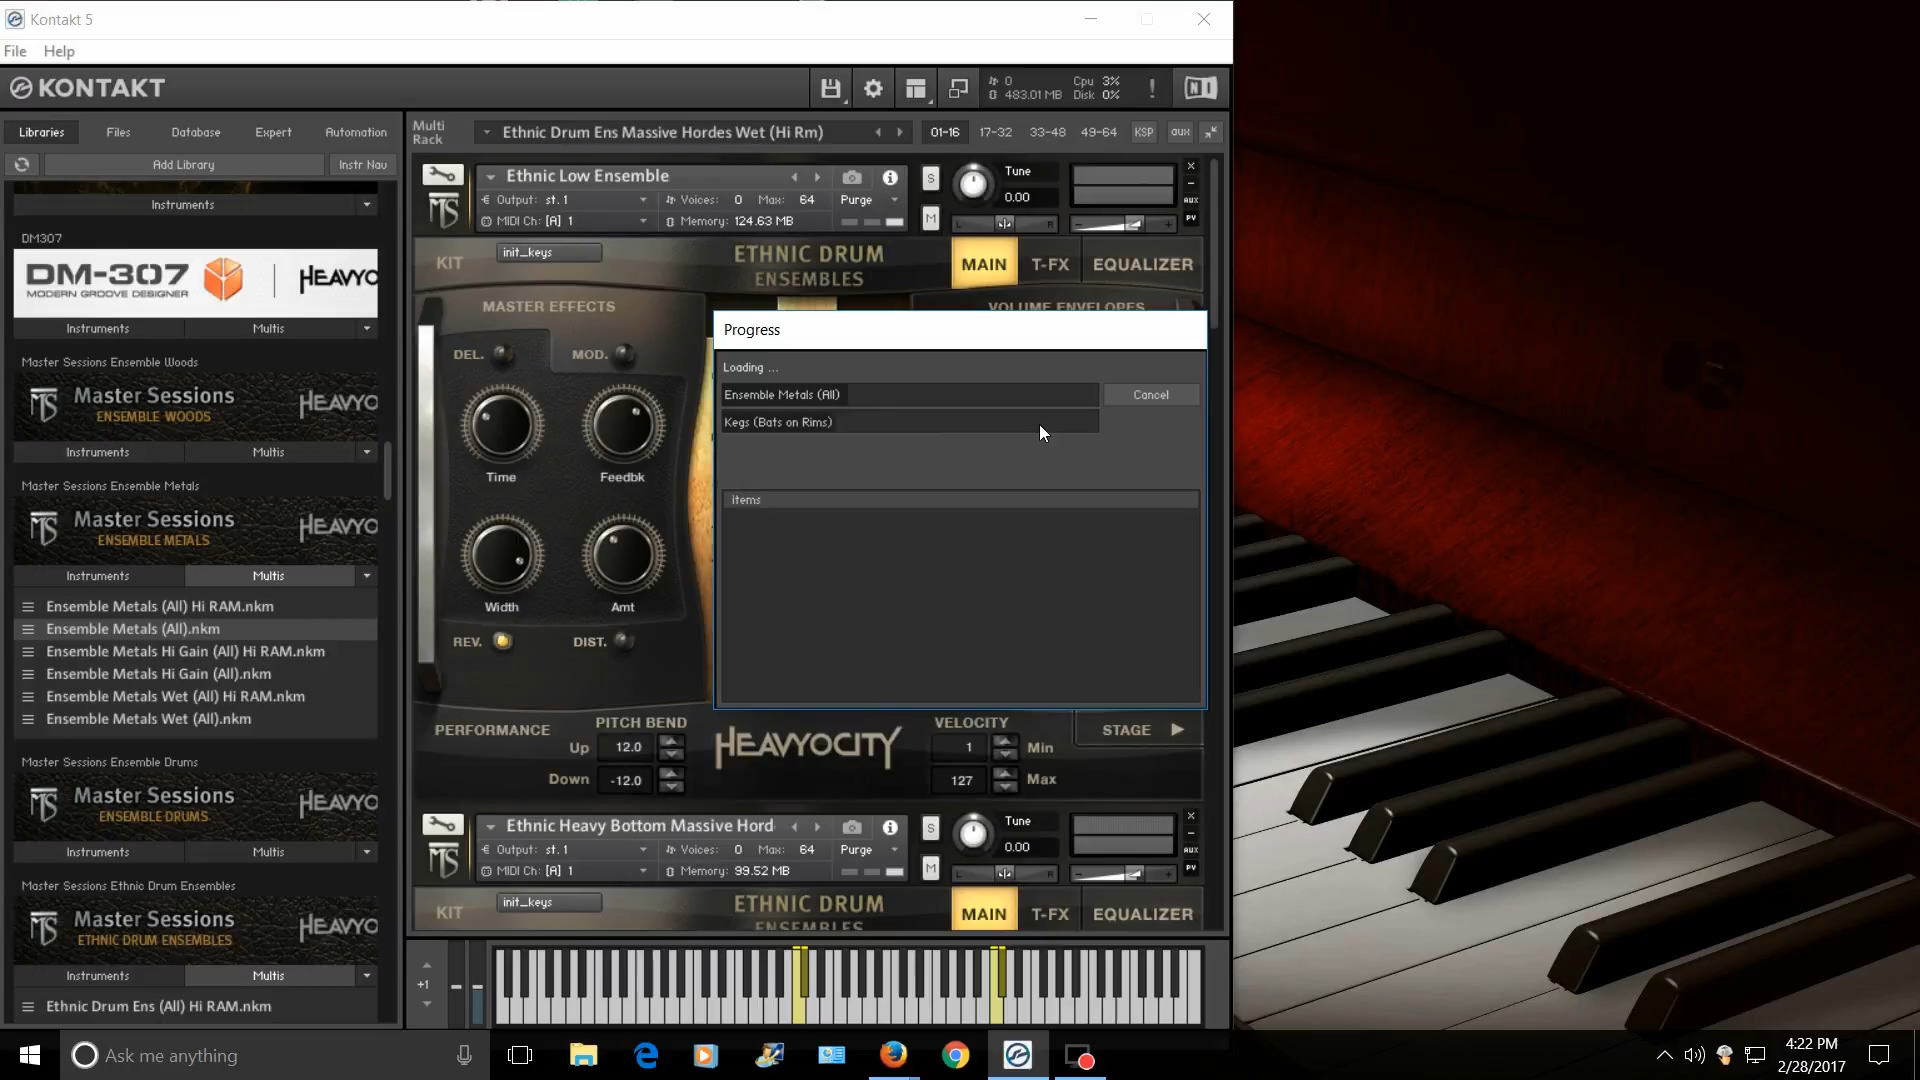 Kontakt 5
File Help
KONTAKT
0
483.01 MB
Cpu 3%
Disk 0%
!
NI
Libraries Files Database Expert Automation
Add Library Instr Nav
Instruments
DM307
DM-307 HEAVYO
MODERN GROOVE DESIGNER
Instruments Multis
Master Sessions Ensemble Woods
Master Sessions HEAVYO
ENSEMBLE WOODS
Instruments Multis
Master Sessions Ensemble Metals
Master Sessions HEAVYO
ENSEMBLE METALS
Instruments Multis
Ensemble Metals (All) Hi RAM.nkm
Ensemble Metals (All).nkm
Ensemble Metals Hi Gain (All) Hi RAM.nkm
Ensemble Metals Hi Gain (All).nkm
Ensemble Metals Wet (All) Hi RAM.nkm
Ensemble Metals Wet (All).nkm
Master Sessions Ensemble Drums
Master Sessions HEAVYO
ENSEMBLE DRUMS
Instruments Multis
Master Sessions Ethnic Drum Ensembles
Master Sessions HEAVYO
ETHNIC DRUM ENSEMBLES
Instruments Multis
Ethnic Drum Ens (All) Hi RAM.nkm
Multi
Rack
Ethnic Drum Ens Massive Hordes Wet (Hi Rm)
01-16 17-32 33-48 49-64 KSP aux
Ethnic Low Ensemble
Output: st. 1 Voices: 0 Max: 64 Purge
MIDI Ch: [A] 1 Memory: 124.63 MB
S
M
Tune
0.00
L R
- +
x
-
AUX
PV
KIT init_keys
ETHNIC DRUM
ENSEMBLES
MAIN T-FX EQUALIZER
MASTER EFFECTS
VOLUME ENVELOPES
DEL. MOD.
Time Feedbk
Width Amt
REV. DIST.
Progress
Loading ...
Ensemble Metals (All) Cancel
Kegs (Bats on Rims)
items
PERFORMANCE
PITCH BEND
Up 12.0
Down -12.0
HEAVYOCITY
VELOCITY
1 Min
127 Max
STAGE
Ethnic Heavy Bottom Massive Hord
Output: st. 1 Voices: 0 Max: 64 Purge
MIDI Ch: [A] 1 Memory: 99.52 MB
S
M
Tune
0.00
L R
- +
x
-
AUX
PV
KIT init_keys
ETHNIC DRUM
ENSEMBLES
MAIN T-FX EQUALIZER
+1
Ask me anything
4:22 PM
2/28/2017